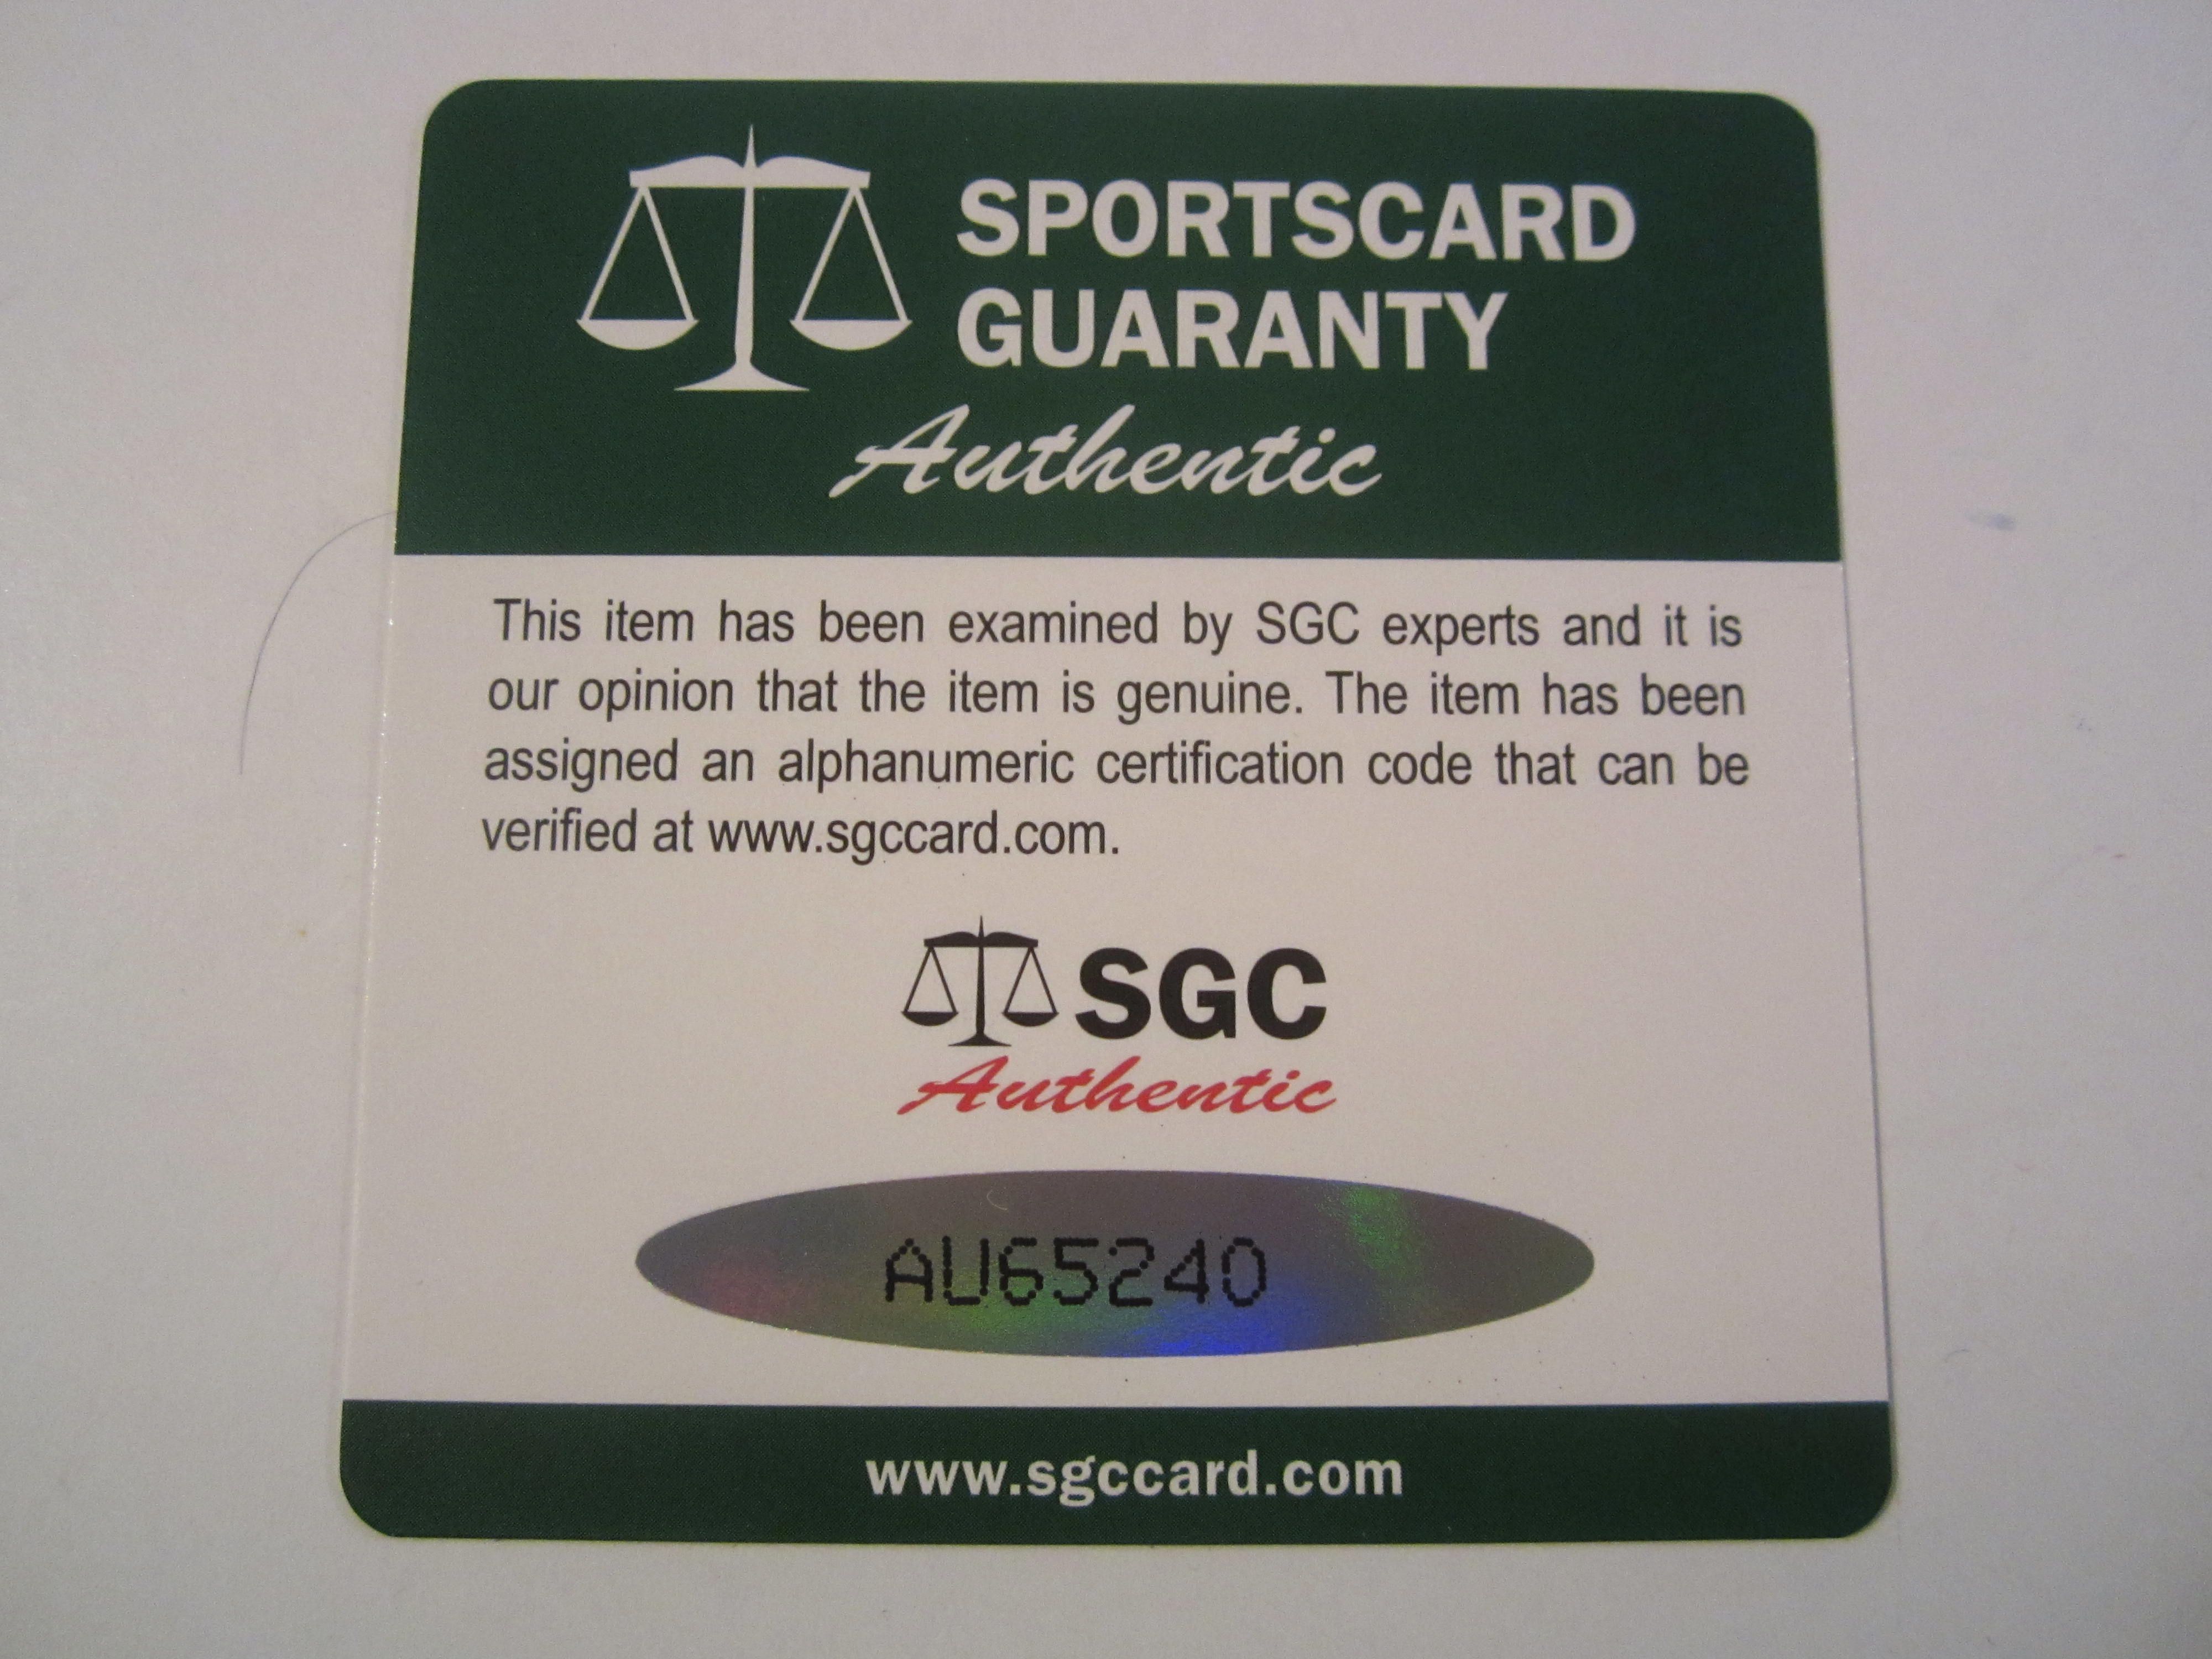 SPORTSCARD
GUARANTY
Authentic
This item has been examined by SGC experts and it is
our opinion that the item is genuine. The item has been
assigned an alphanumeric certification code that can be
verified at www.sgccard.com.
SGC
Authentic
AU65240
www.sgccard.com